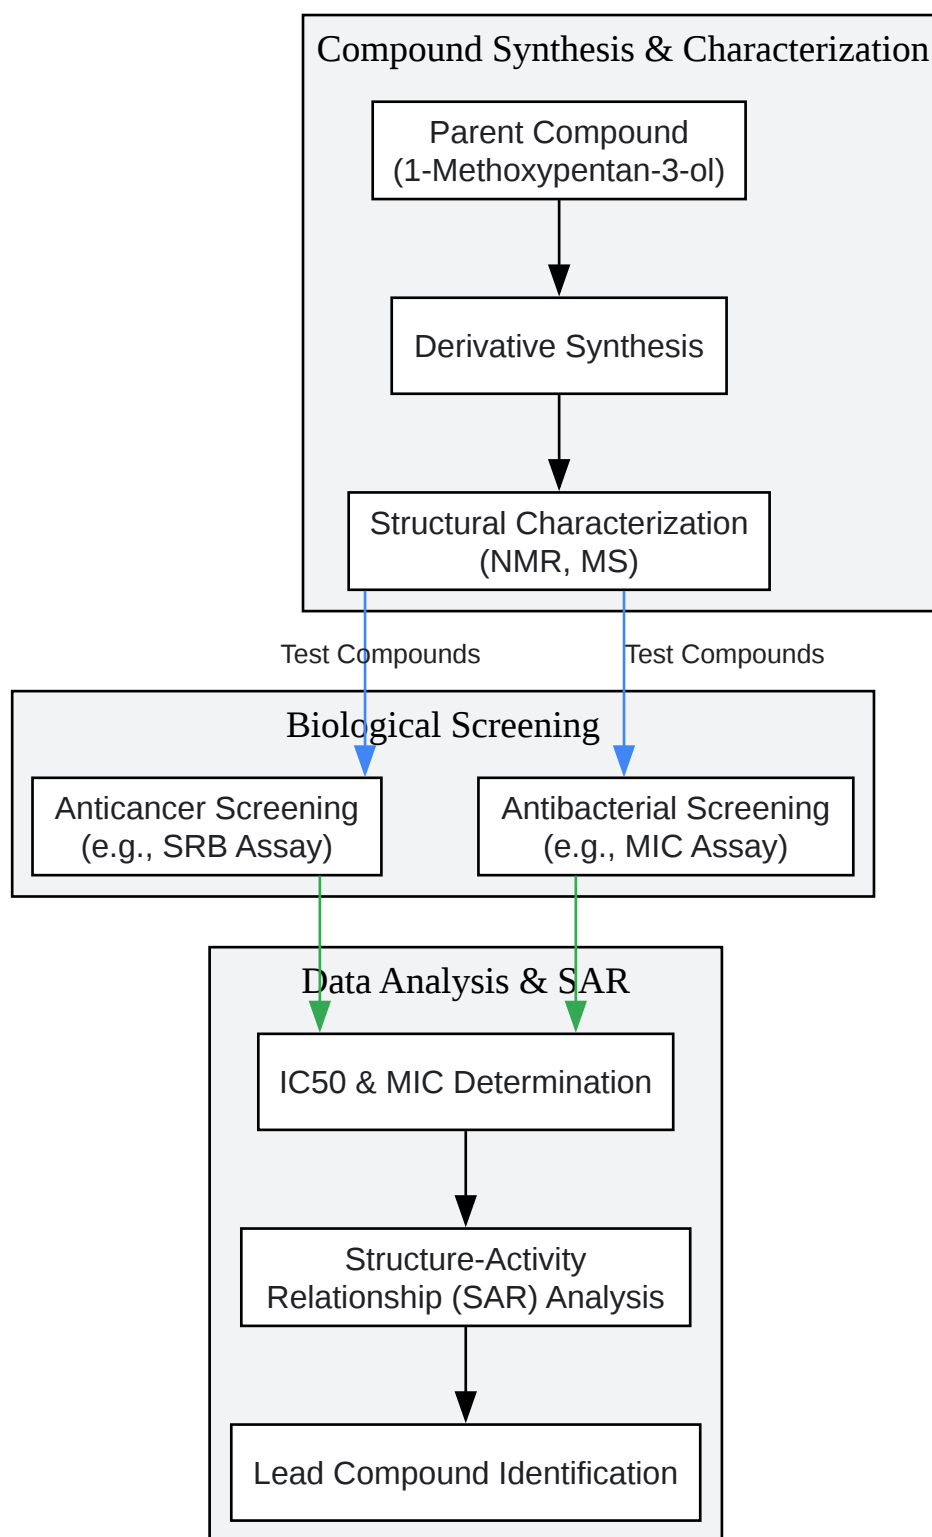 Compound Synthesis & Characterization
Parent Compound
(1-Methoxypentan-3-ol)
Derivative Synthesis
Structural Characterization
(NMR, MS)
Test Compounds
Test Compounds
Biological Screening
Anticancer Screening
(e.g., SRB Assay)
Antibacterial Screening
(e.g., MIC Assay)
Data Analysis & SAR
IC50 & MIC Determination
Structure-Activity
Relationship (SAR) Analysis
Lead Compound Identification